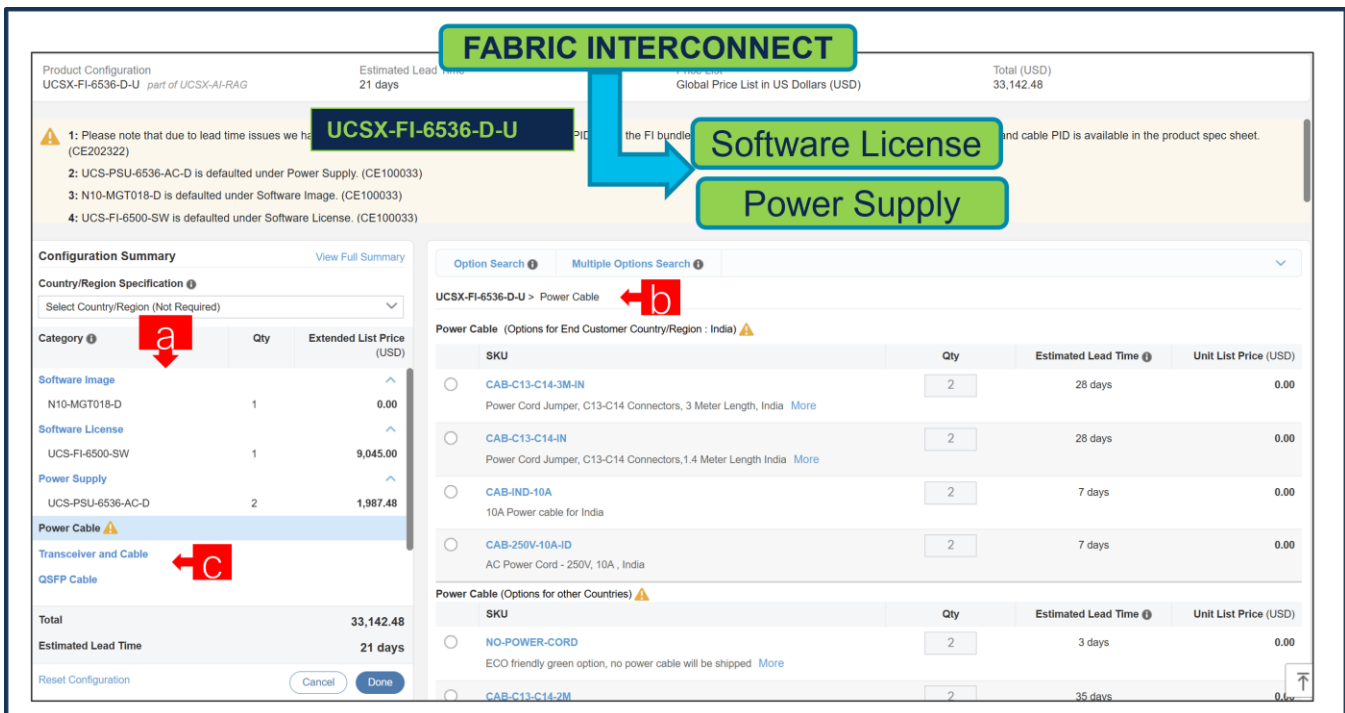 FABRIC INTERCONNECT
Product Configuration
UCSX-FI-6536-D-U part of UCSX-AI-RAG
Estimated Lead Time
21 days
Price List
Global Price List in US Dollars (USD)
Total (USD)
33,142.48
UCSX-FI-6536-D-U
Software License
Power Supply
1: Please note that due to lead time issues we ha PID the FI bundle and cable PID is available in the product spec sheet.
(CE202322)
2: UCS-PSU-6536-AC-D is defaulted under Power Supply. (CE100033)
3: N10-MGT018-D is defaulted under Software Image. (CE100033)
4: UCS-FI-6500-SW is defaulted under Software License. (CE100033)
Configuration Summary View Full Summary
Country/Region Specification
Select Country/Region (Not Required)
a
Category Qty Extended List Price
(USD)
Software Image
N10-MGT018-D 1 0.00
Software License
UCS-FI-6500-SW 1 9,045.00
Power Supply
UCS-PSU-6536-AC-D 2 1,987.48
Power Cable
Transceiver and Cable
c
QSFP Cable
Total 33,142.48
Estimated Lead Time 21 days
Reset Configuration Cancel Done
Option Search Multiple Options Search
UCSX-FI-6536-D-U > Power Cable
b
Power Cable (Options for End Customer Country/Region : India)
SKU Qty Estimated Lead Time Unit List Price (USD)
CAB-C13-C14-3M-IN 2 28 days 0.00
Power Cord Jumper, C13-C14 Connectors, 3 Meter Length, India More
CAB-C13-C14-IN 2 28 days 0.00
Power Cord Jumper, C13-C14 Connectors,1.4 Meter Length India More
CAB-IND-10A 2 7 days 0.00
10A Power cable for India
CAB-250V-10A-ID 2 7 days 0.00
AC Power Cord - 250V, 10A , India
Power Cable (Options for other Countries)
SKU Qty Estimated Lead Time Unit List Price (USD)
NO-POWER-CORD 2 3 days 0.00
ECO friendly green option, no power cable will be shipped More
CAB-C13-C14-2M 2 35 days 0.00